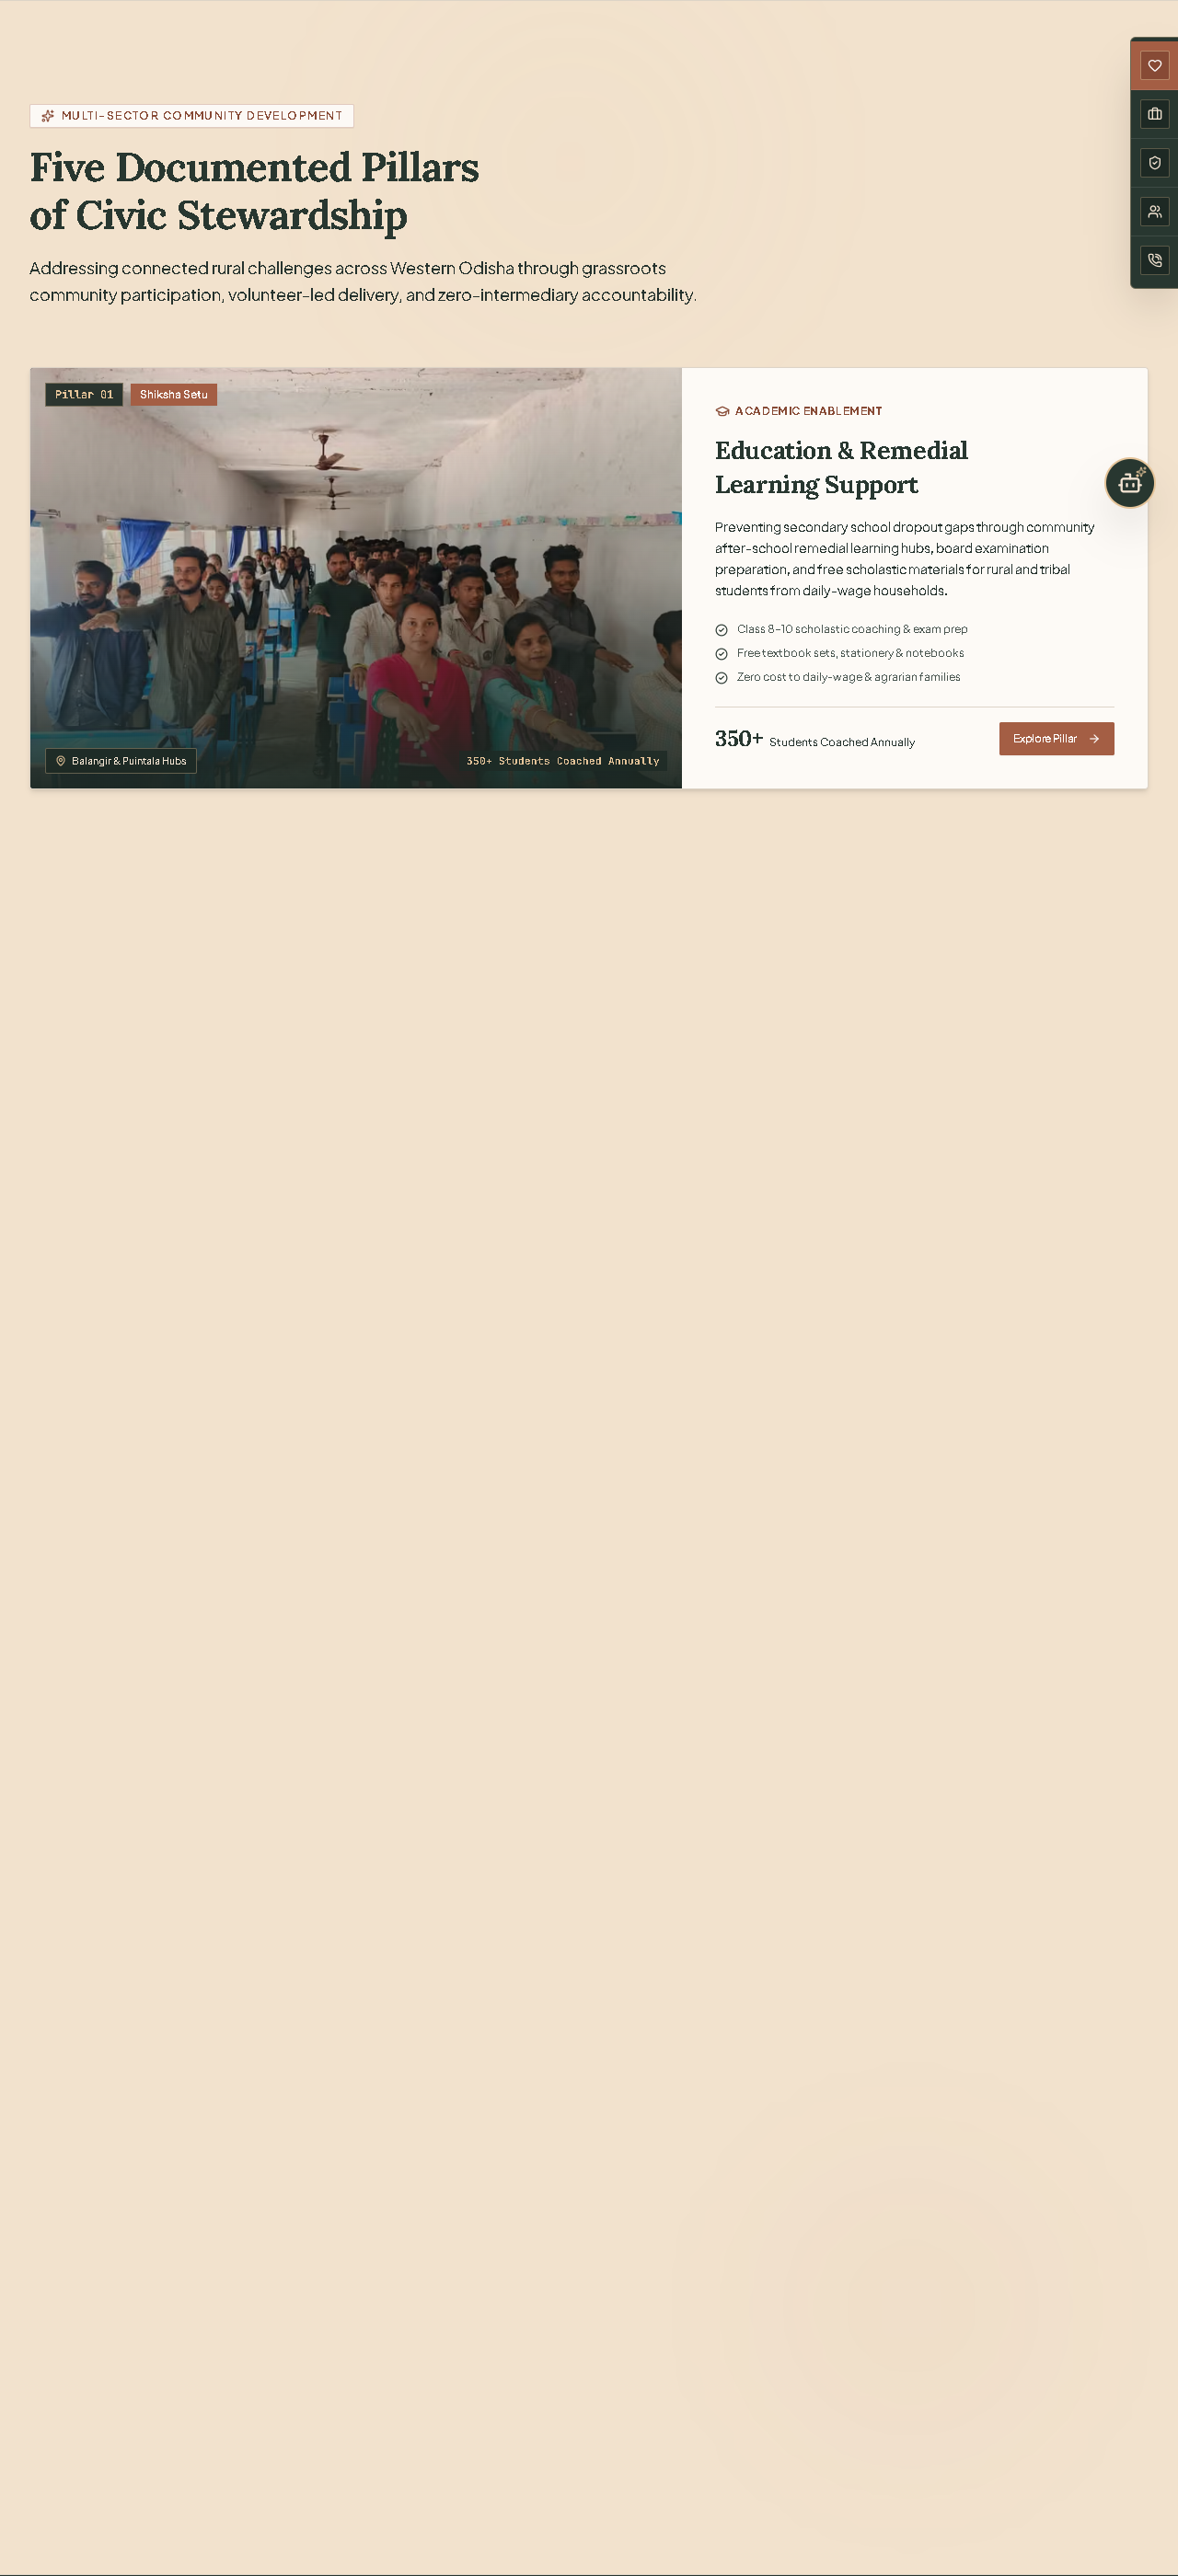 MULTI-SECTOR COMMUNITY DEVELOPMENT
Five Documented Pillars
of Civic Stewardship
Addressing connected rural challenges across Western Odisha through grassroots
community participation, volunteer-led delivery, and zero-intermediary accountability.
Pillar 01
Shiksha Setu
Balangir & Puintala Hubs
350+ Students Coached Annually
ACADEMIC ENABLEMENT
Education & Remedial
Learning Support
Preventing secondary school dropout gaps through community
after-school remedial learning hubs, board examination
preparation, and free scholastic materials for rural and tribal
students from daily-wage households.
Class 8-10 scholastic coaching & exam prep
Free textbook sets, stationery & notebooks
Zero cost to daily-wage & agrarian families
350+ Students Coached Annually
Explore Pillar